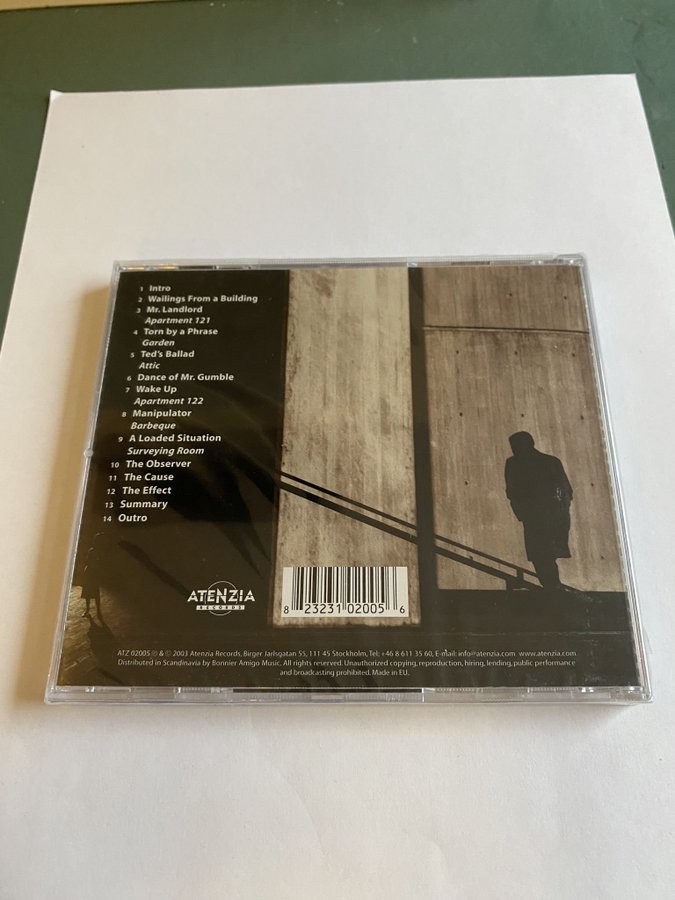 1 Intro
2 Wailings From a Building
3 Mr. Landlord
Apartment 121
4 Torn by a Phrase
Garden
5 Ted's Ballad
Attic
6 Dance of Mr. Gumble
7 Wake Up
Apartment 122
8 Manipulator
Barbeque
9 A Loaded Situation
Surveying Room
10 The Observer
11 The Cause
12 The Effect
13 Summary
14 Outro
ATENZIA
RECORDS
8 23231 02005 6
ATZ 02005 ℗ & © 2003 Atenzia Records, Birger Jarlsgatan 55, 111 45 Stockholm, Tel: +46 8 611 35 60, E-mail: info@atenzia.com www.atenzia.com
Distributed in Scandinavia by Bonnier Amigo Music. All rights reserved. Unauthorized copying, reproduction, hiring, lending, public performance
and broadcasting prohibited. Made in EU.